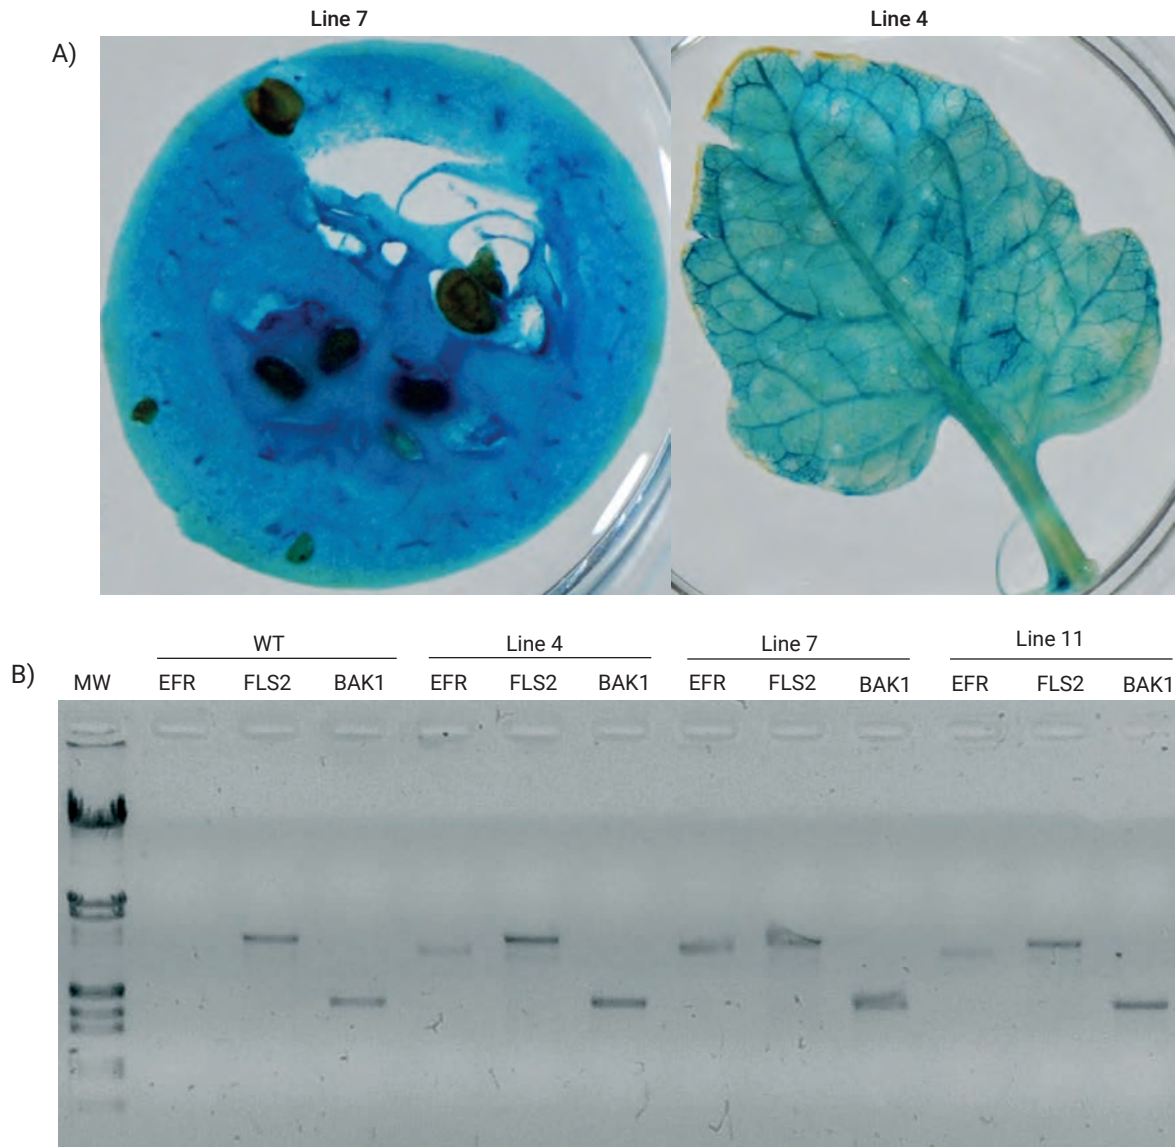 Line 7 Line 4
A)
WT Line 4 Line 7 Line 11
B)
MW EFR FLS2 BAK1 EFR FLS2 BAK1 EFR FLS2 BAK1 EFR FLS2 BAK1